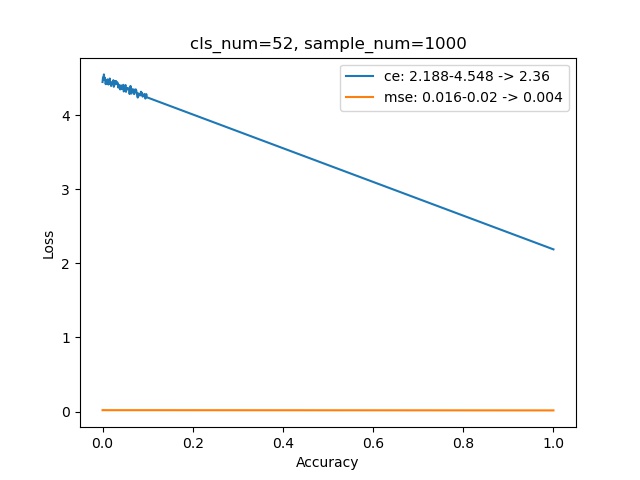 cls_num=52, sample_num=1000
ce: 2.188-4.548 -> 2.36
mse: 0.016-0.02 -> 0.004
Loss
4
3
2
1
0
0.0 0.2 0.4 0.6 0.8 1.0
Accuracy